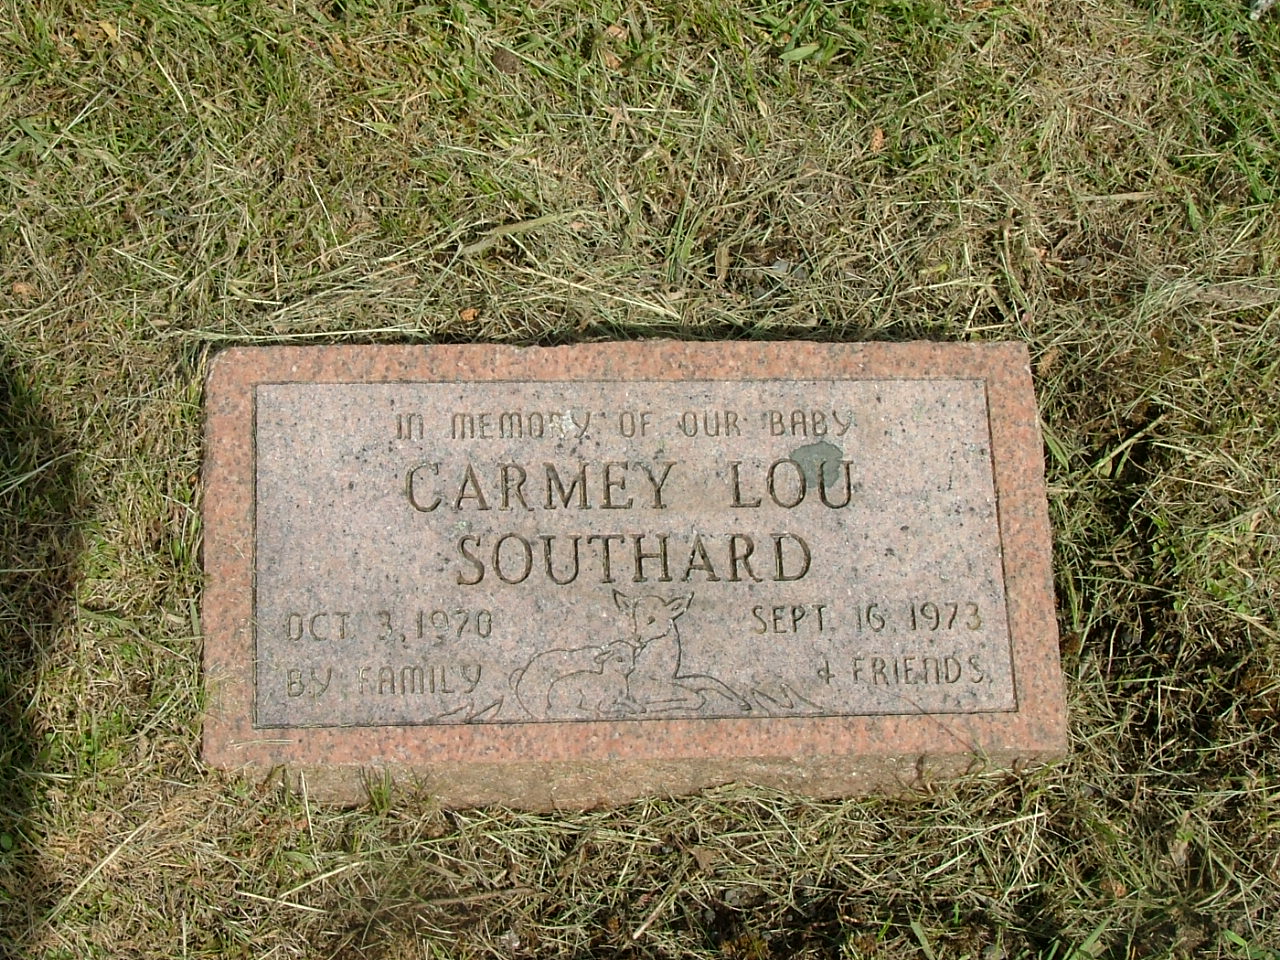 IN MEMORY OF OUR BABY
CARMEY LOU
SOUTHARD
OCT. 3, 1970 SEPT. 16, 1973
BY FAMILY + FRIENDS.